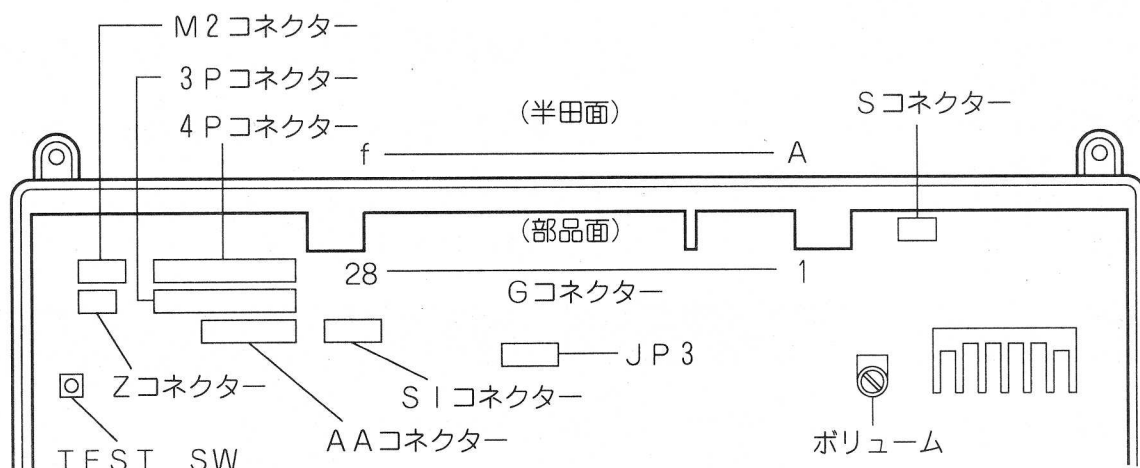 M2コネクター
3Pコネクター
4Pコネクター
(半田面)
Sコネクター
f
A
(部品面)
28
1
Gコネクター
JP3
Zコネクター
SIコネクター
AAコネクター
ボリューム
TEST SW